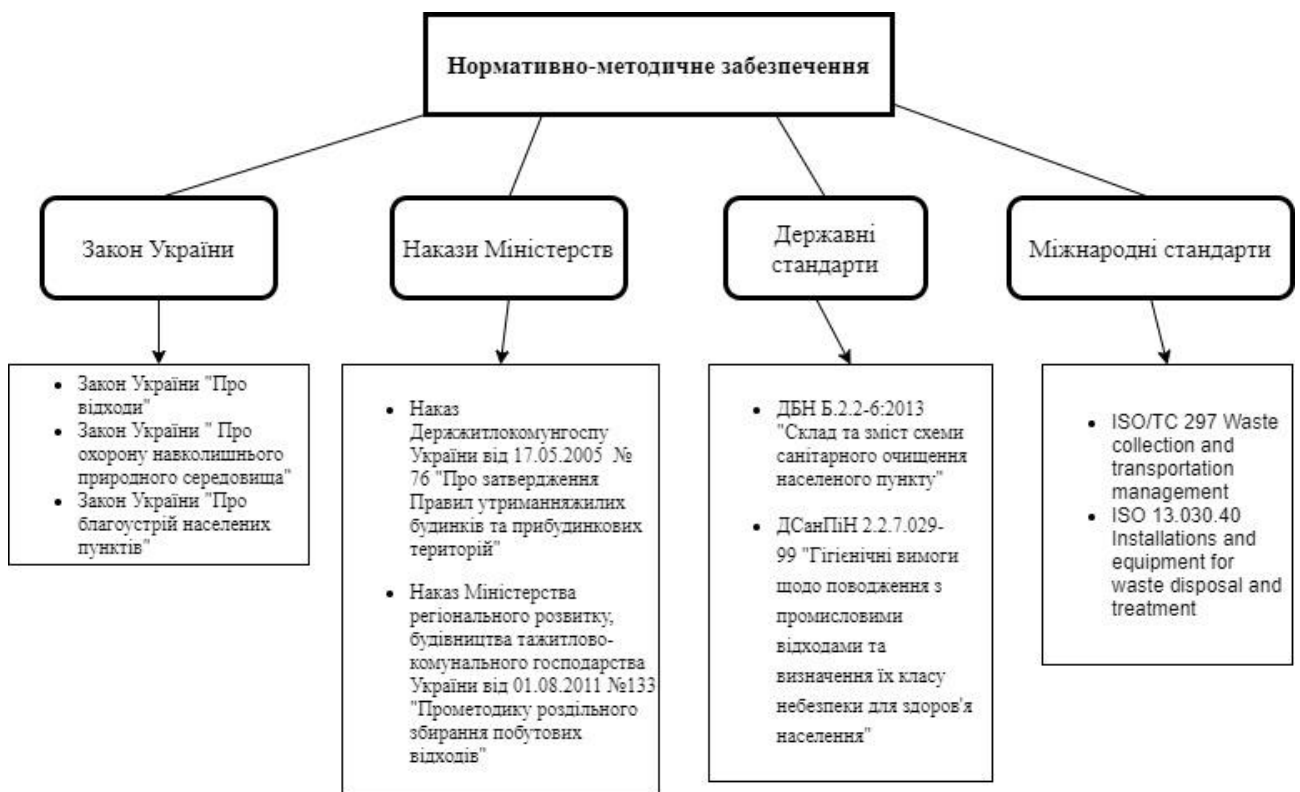 Нормативно-методичне забезпечення
Закон України
Накази Міністерств
Державні
стандарти
Міжнародні стандарти
• Закон України "Про
відходи"
• Закон України " Про
охорону навколишнього
природного середовища"
• Закон України "Про
благоустрій населених
пунктів"
• Наказ
Держжитлокомунгоспу
України від 17.05.2005 №
76 "Про затвердження
Правил утриманняжилих
будинків та прибудинкових
територій"
• Наказ Міністерства
регіонального розвитку,
будівництва тажитлово-
комунального господарства
України від 01.08.2011 №133
"Прометодику роздільного
збирання побутових
відходів"
• ДБН Б.2.2-6:2013
"Склад та зміст схеми
санітарного очищення
населеного пункту"
• ДСанПіН 2.2.7.029-
99 "Гігієнічні вимоги
щодо поводження з
промисловими
відходами та
визначення їх класу
небезпеки для здоров'я
населення"
• ISO/TC 297 Waste
collection and
transportation
management
• ISO 13.030.40
Installations and
equipment for
waste disposal and
treatment